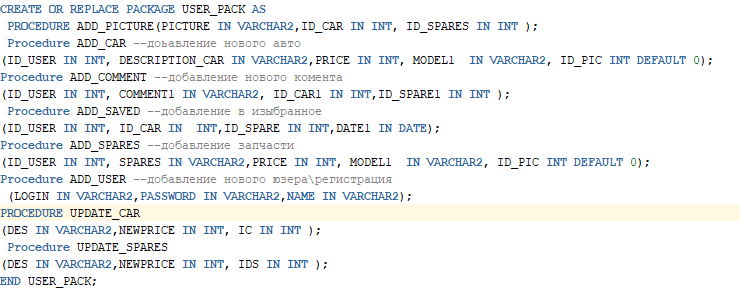 CREATE OR REPLACE PACKAGE USER_PACK AS
PROCEDURE ADD_PICTURE(PICTURE IN VARCHAR2,ID_CAR IN INT, ID_SPARES IN INT );
Procedure ADD_CAR --доьавление нового авто
(ID_USER IN INT, DESCRIPTION_CAR IN VARCHAR2,PRICE IN INT, MODEL1  IN VARCHAR2, ID_PIC INT DEFAULT 0);
Procedure ADD_COMMENT --добавление нового комента
(ID_USER IN INT, COMMENT1 IN VARCHAR2, ID_CAR1 IN INT,ID_SPARE1 IN INT );
Procedure ADD_SAVED --добавление в изыбранное
(ID_USER IN INT, ID_CAR IN  INT,ID_SPARE IN INT,DATE1 IN DATE);
Procedure ADD_SPARES --добавление запчасти
(ID_USER IN INT, SPARES IN VARCHAR2,PRICE IN INT, MODEL1  IN VARCHAR2, ID_PIC INT DEFAULT 0);
Procedure ADD_USER --добавление нового юзера\регистрация
(LOGIN IN VARCHAR2,PASSWORD IN VARCHAR2,NAME IN VARCHAR2);
PROCEDURE UPDATE_CAR
(DES IN VARCHAR2,NEWPRICE IN INT, IC IN INT );
Procedure UPDATE_SPARES
(DES IN VARCHAR2,NEWPRICE IN INT, IDS IN INT );
END USER_PACK;